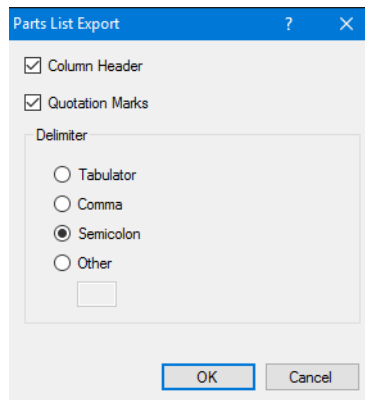 Parts List Export ?
Column Header
Quotation Marks
Delimiter
Tabulator
Comma
Semicolon
Other
OK Cancel